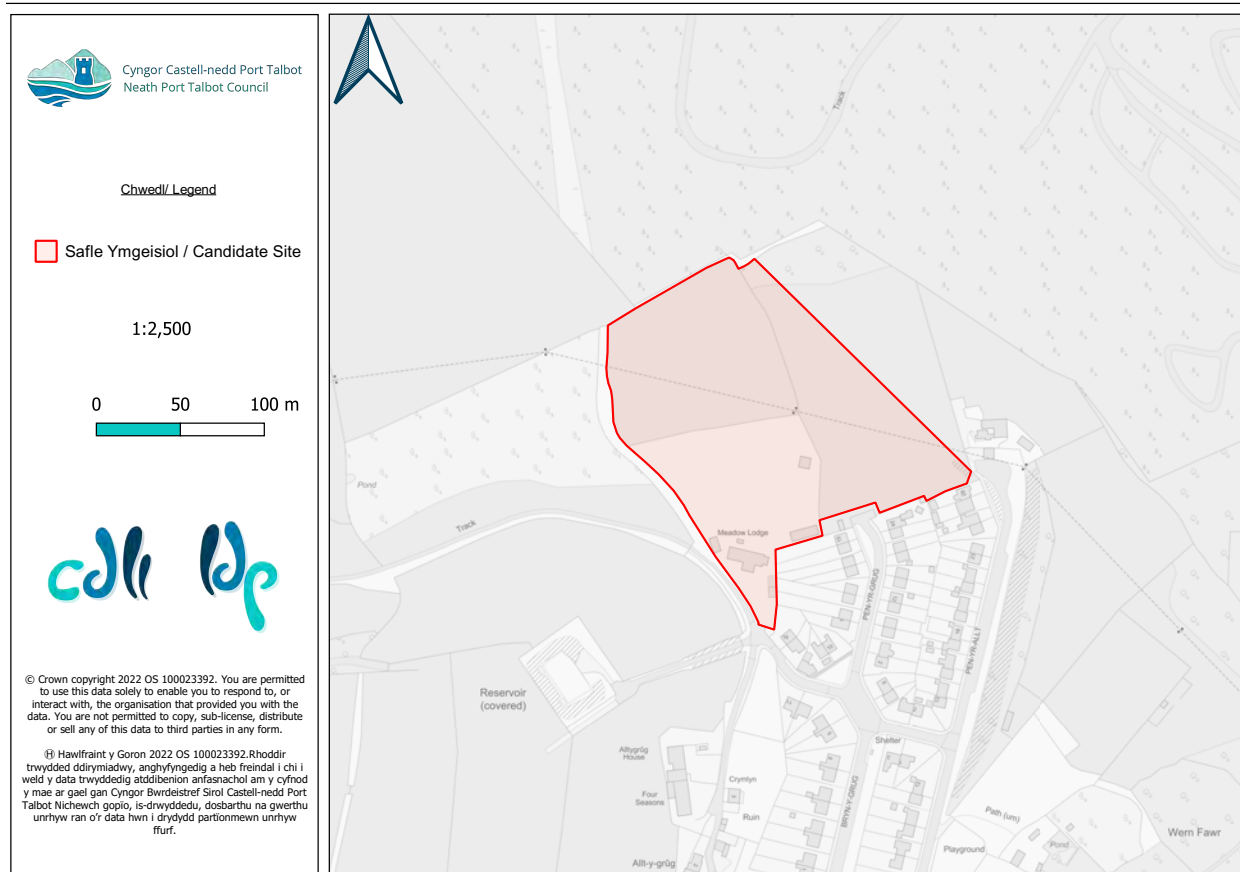 Cyngor Castell-nedd Port Talbot
Neath Port Talbot Council
Chwedl/ Legend
Safle Ymgeisiol / Candidate Site
1:2,500
0 50 100 m
cdll ldp
© Crown copyright 2022 OS 100023392. You are permitted
to use this data solely to enable you to respond to, or
interact with, the organisation that provided you with the
data. You are not permitted to copy, sub-license, distribute
or sell any of this data to third parties in any form.
Ⓗ Hawlfraint y Goron 2022 OS 100023392.Rhoddir
trwydded ddirymiadwy, anghyfyngedig a heb freindal i chi i
weld y data trwyddedig atddibenion anfasnachol am y cyfnod
y mae ar gael gan Cyngor Bwrdeistref Sirol Castell-nedd Port
Talbot Nichewch gopïo, is-drwyddedu, dosbarthu na gwerthu
unrhyw ran o'r data hwn i drydydd partïonmewn unrhyw
ffurf.
Track
Pond
Track
Meadow Lodge
PEN-YR-GRUG
PEN-YR-ALLT
Reservoir
(covered)
Shelter
Alltygrûg
House
Crymlyn
Four
Seasons
Ruin
BRYN-Y-GRUG
Path (um)
Wern Fawr
Playground
Pond
Allt-y-grûg